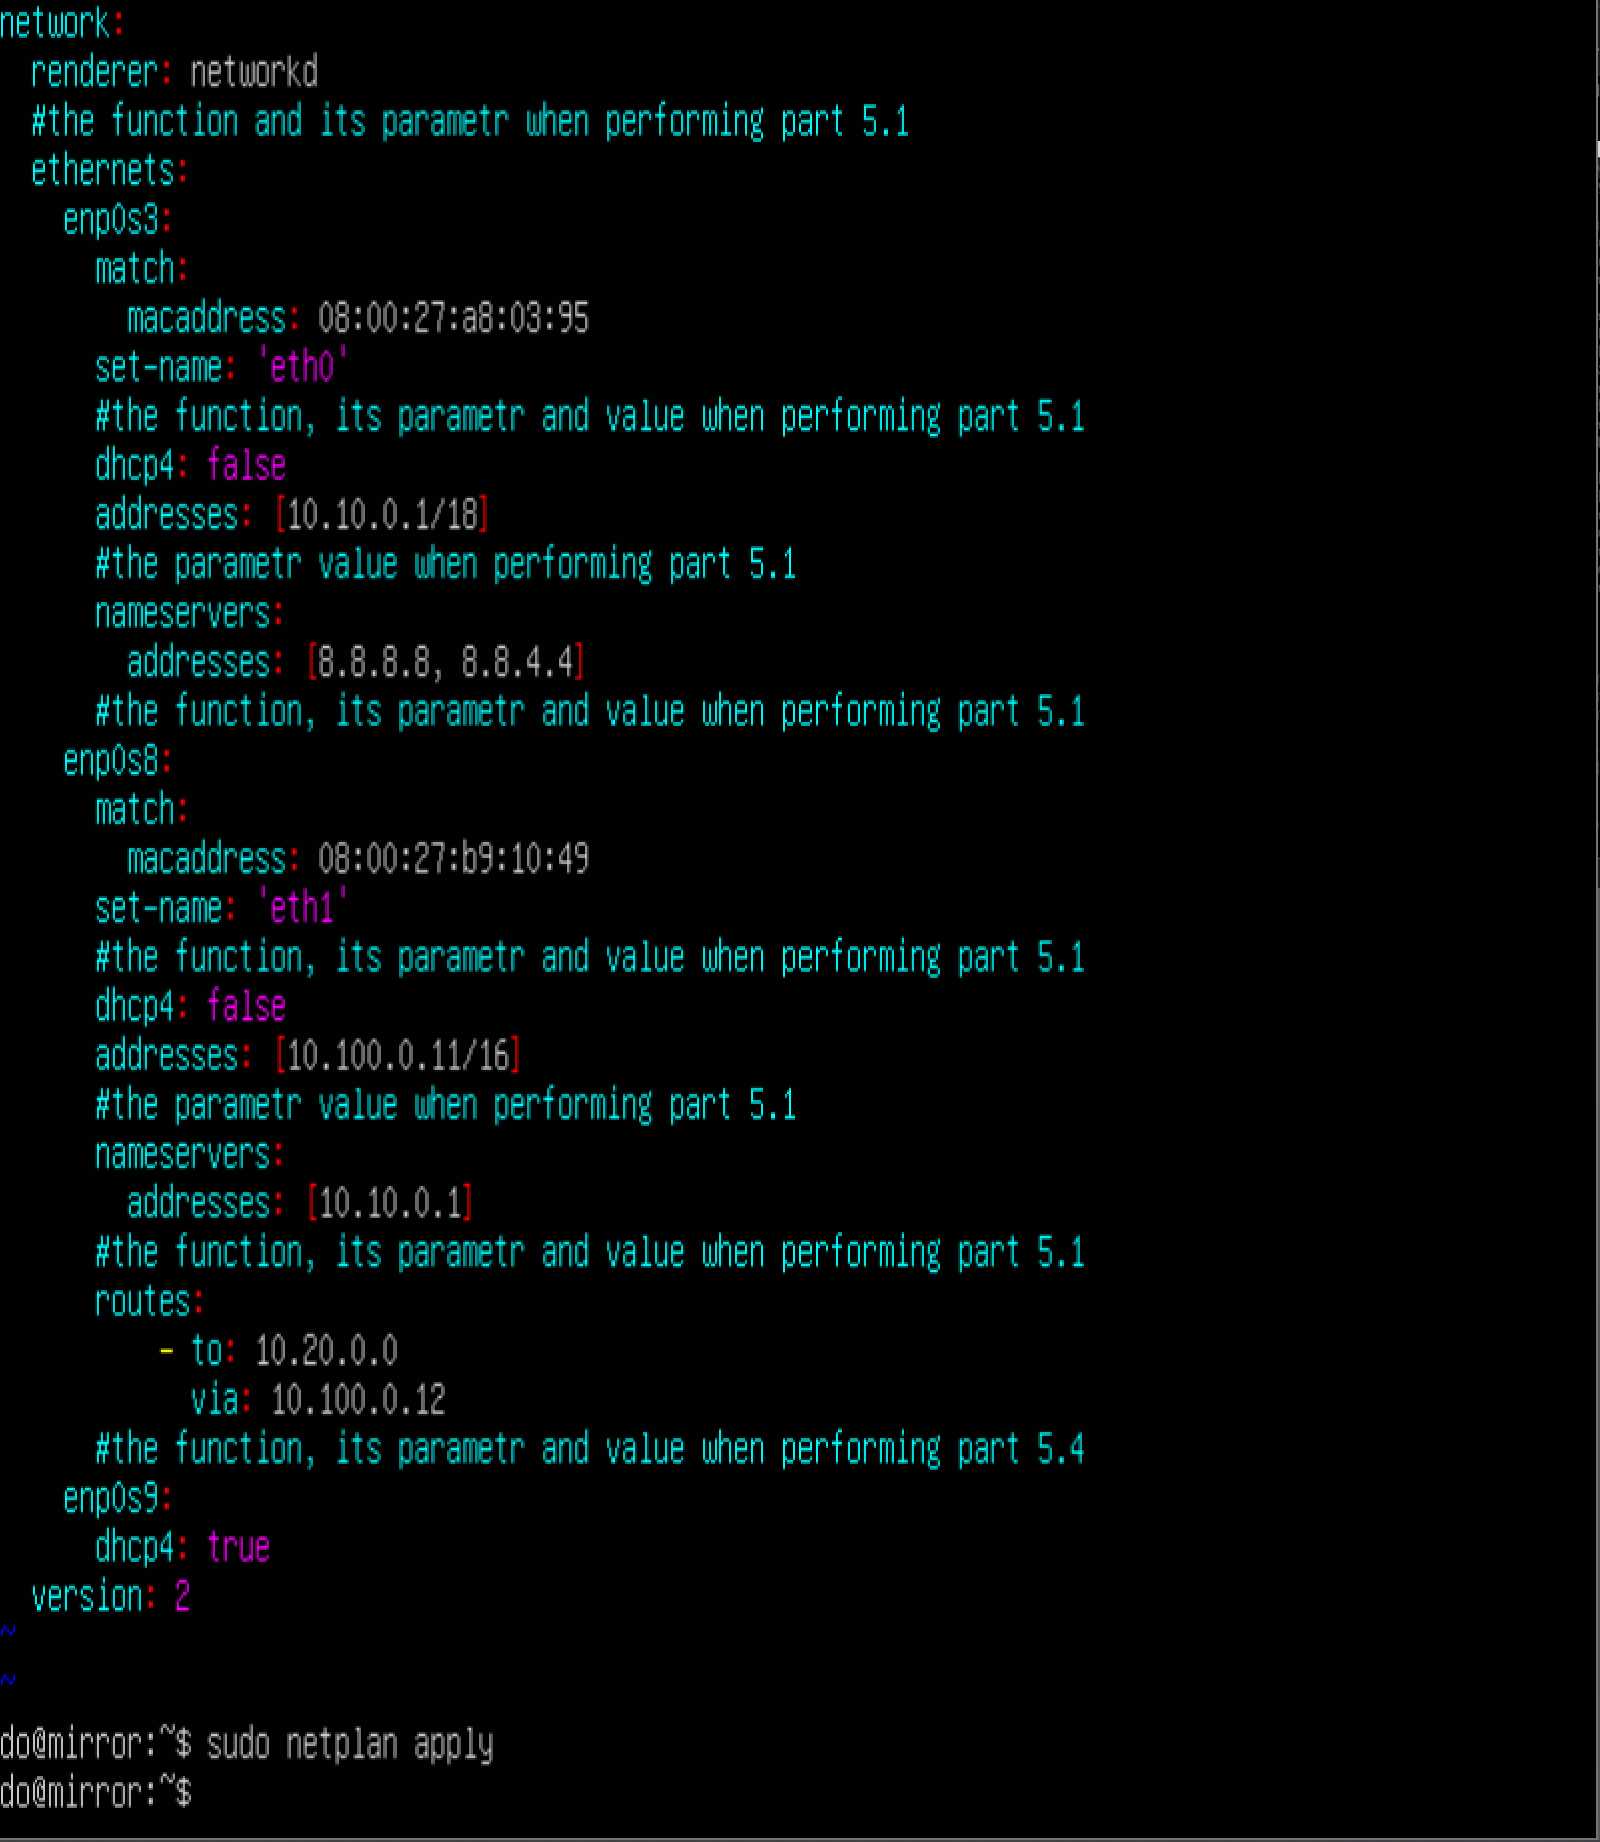 network:
  renderer: networkd
  #the function and its parametr when performing part 5.1
  ethernets:
    enp0s3:
      match:
        macaddress: 08:00:27:a8:03:95
      set-name: 'eth0'
      #the function, its parametr and value when performing part 5.1
      dhcp4: false
      addresses: [10.10.0.1/18]
      #the parametr value when performing part 5.1
      nameservers:
        addresses: [8.8.8.8, 8.8.4.4]
      #the function, its parametr and value when performing part 5.1
    enp0s8:
      match:
        macaddress: 08:00:27:b9:10:49
      set-name: 'eth1'
      #the function, its parametr and value when performing part 5.1
      dhcp4: false
      addresses: [10.100.0.11/16]
      #the parametr value when performing part 5.1
      nameservers:
        addresses: [10.10.0.1]
      #the function, its parametr and value when performing part 5.1
      routes:
          - to: 10.20.0.0
            via: 10.100.0.12
      #the function, its parametr and value when performing part 5.4
    enp0s9:
      dhcp4: true
  version: 2
~
~
do@mirror:~$ sudo netplan apply
do@mirror:~$